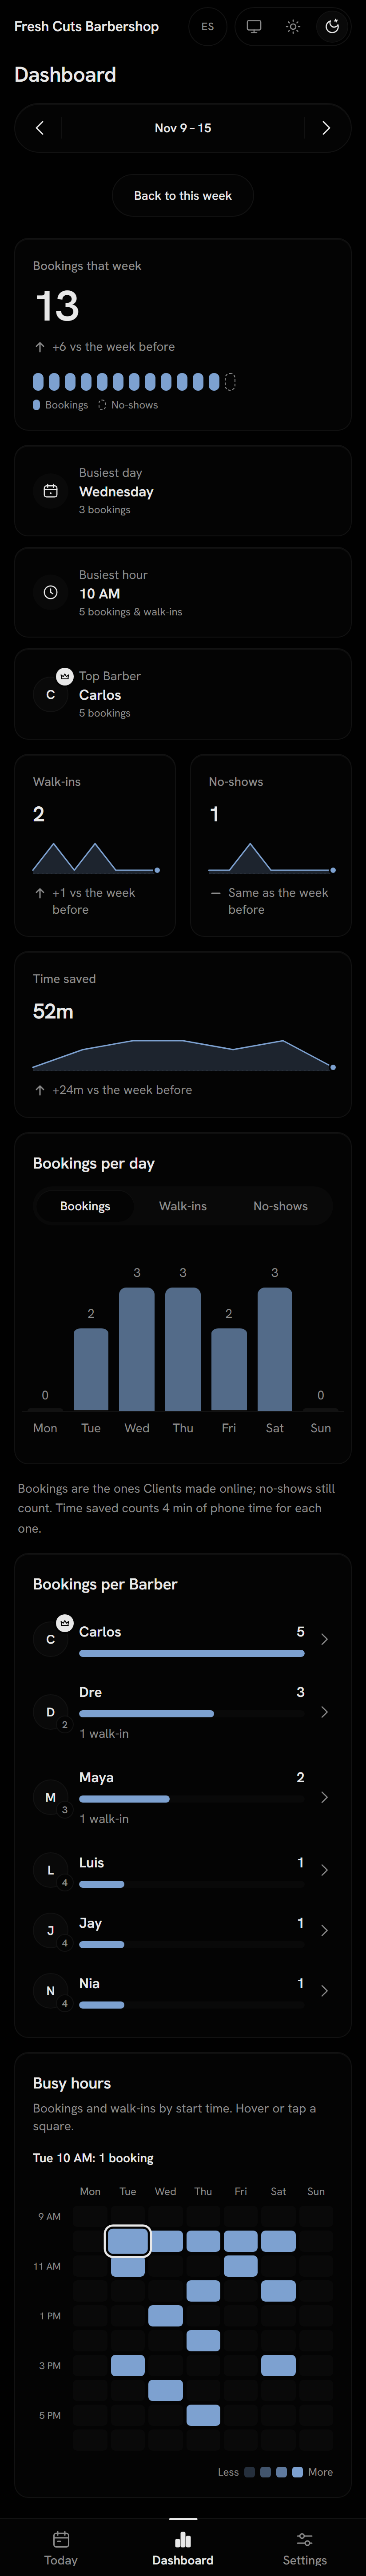 Fresh Cuts Barbershop
ES
Dashboard
Nov 9 – 15
Back to this week
Bookings that week
13
+6 vs the week before
Bookings
No-shows
Busiest day
Wednesday
3 bookings
Busiest hour
10 AM
5 bookings & walk-ins
C
Top Barber
Carlos
5 bookings
Walk-ins
2
+1 vs the week
before
No-shows
1
Same as the week
before
Time saved
52m
+24m vs the week before
Bookings per day
Bookings
Walk-ins
No-shows
0
2
3
3
2
3
0
Mon
Tue
Wed
Thu
Fri
Sat
Sun
Bookings are the ones Clients made online; no-shows still
count. Time saved counts 4 min of phone time for each
one.
Bookings per Barber
C
Carlos
5
D
2
Dre
3
1 walk-in
M
3
Maya
2
1 walk-in
L
4
Luis
1
J
4
Jay
1
N
4
Nia
1
Busy hours
Bookings and walk-ins by start time. Hover or tap a
square.
Tue 10 AM: 1 booking
Mon
Tue
Wed
Thu
Fri
Sat
Sun
9 AM
11 AM
1 PM
3 PM
5 PM
Less
More
Today
Dashboard
Settings